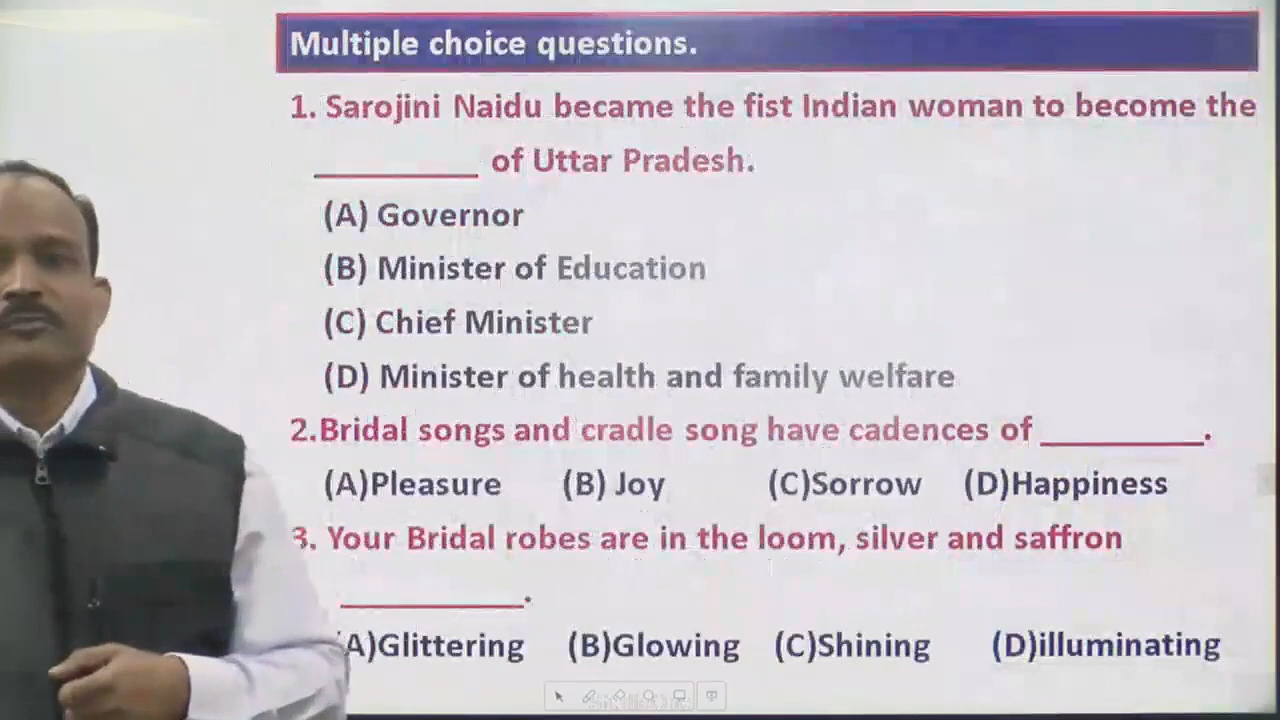 Multiple choice questions.
1. Sarojini Naidu became the fist Indian woman to become the
__________ of Uttar Pradesh.
(A) Governor
(B) Minister of Education
(C) Chief Minister
(D) Minister of health and family welfare
2.Bridal songs and cradle song have cadences of __________.
(A)Pleasure (B) Joy (C)Sorrow (D)Happiness
3. Your Bridal robes are in the loom, silver and saffron
__________.
(A)Glittering (B)Glowing (C)Shining (D)illuminating